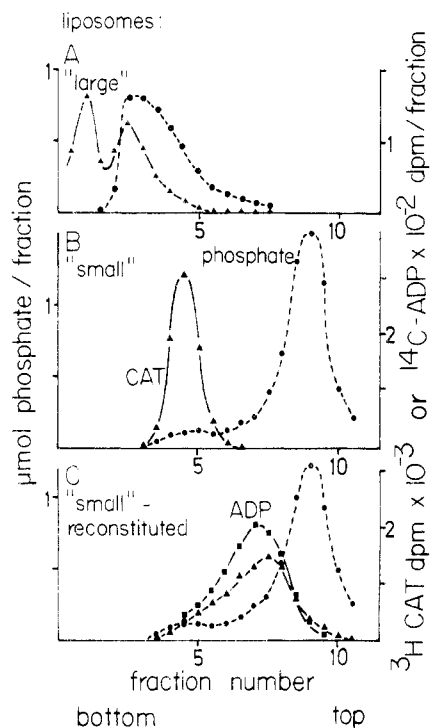 liposomes:
A
"large"
1
1
5
10
B
"small"
phosphate
1
2
CAT
5
10
C
"small"-
reconstituted
ADP
1
2
5
10
fraction number
bottom
top
μmol phosphate / fraction
³H CAT dpm x 10⁻³ or ¹⁴C-ADP x 10⁻² dpm/fraction